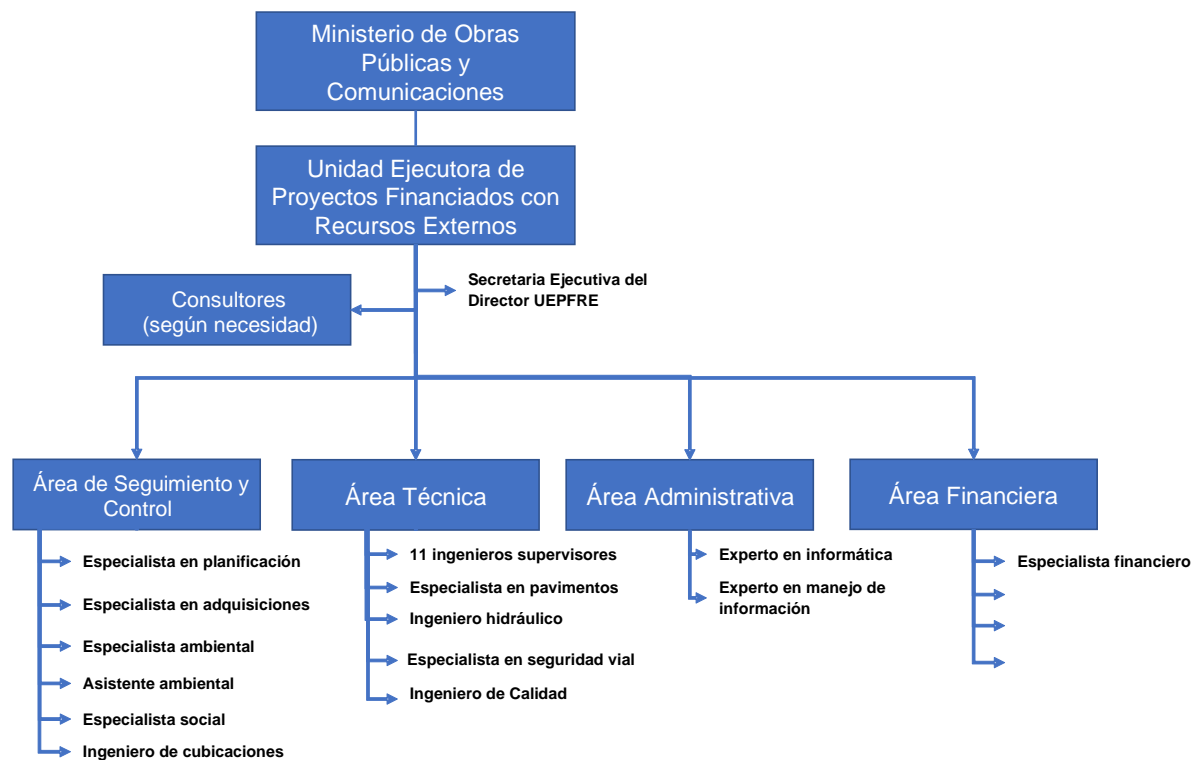 Ministerio de Obras
Públicas y
Comunicaciones
Unidad Ejecutora de
Proyectos Financiados con
Recursos Externos
Secretaria Ejecutiva del
Director UEPFRE
Consultores
(según necesidad)
Área de Seguimiento y
Control
Especialista en planificación
Especialista en adquisiciones
Especialista ambiental
Asistente ambiental
Especialista social
Ingeniero de cubicaciones
Área Técnica
11 ingenieros supervisores
Especialista en pavimentos
Ingeniero hidráulico
Especialista en seguridad vial
Ingeniero de Calidad
Área Administrativa
Experto en informática
Experto en manejo de
información
Área Financiera
Especialista financiero